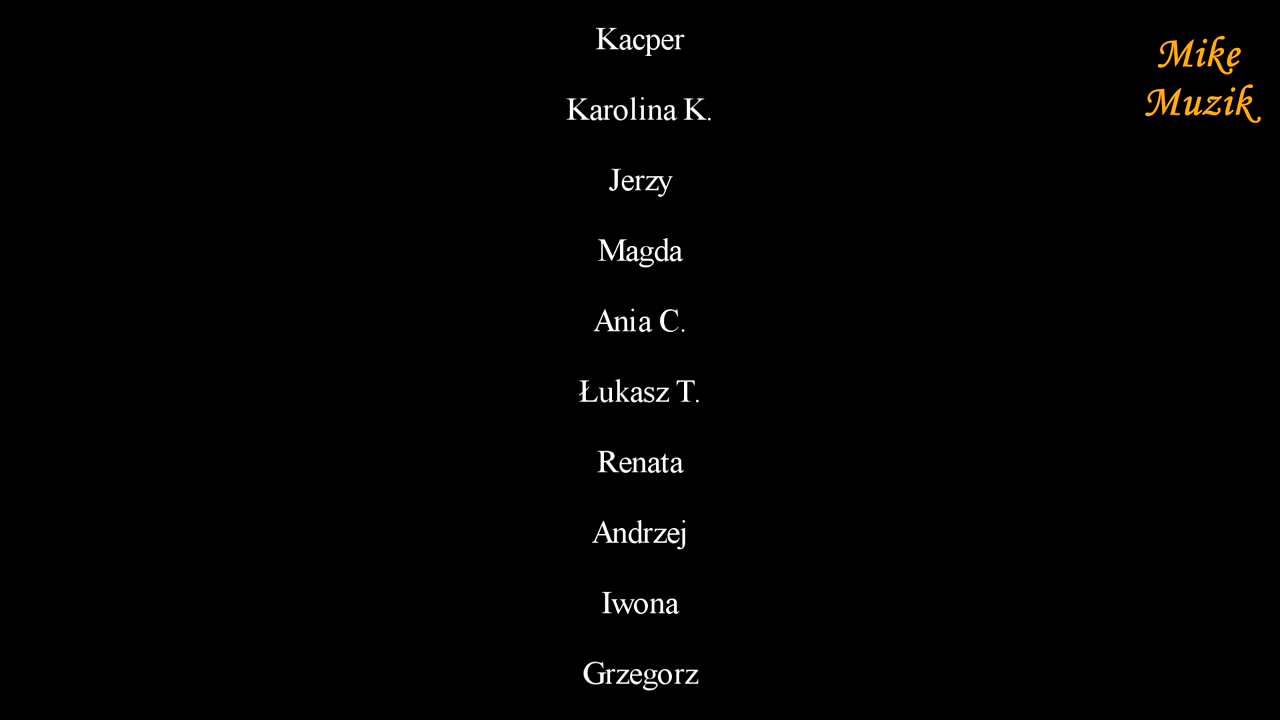 Kacper
Karolina K.
Jerzy
Magda
Ania C.
Łukasz T.
Renata
Andrzej
Iwona
Grzegorz
Mike
Muzik